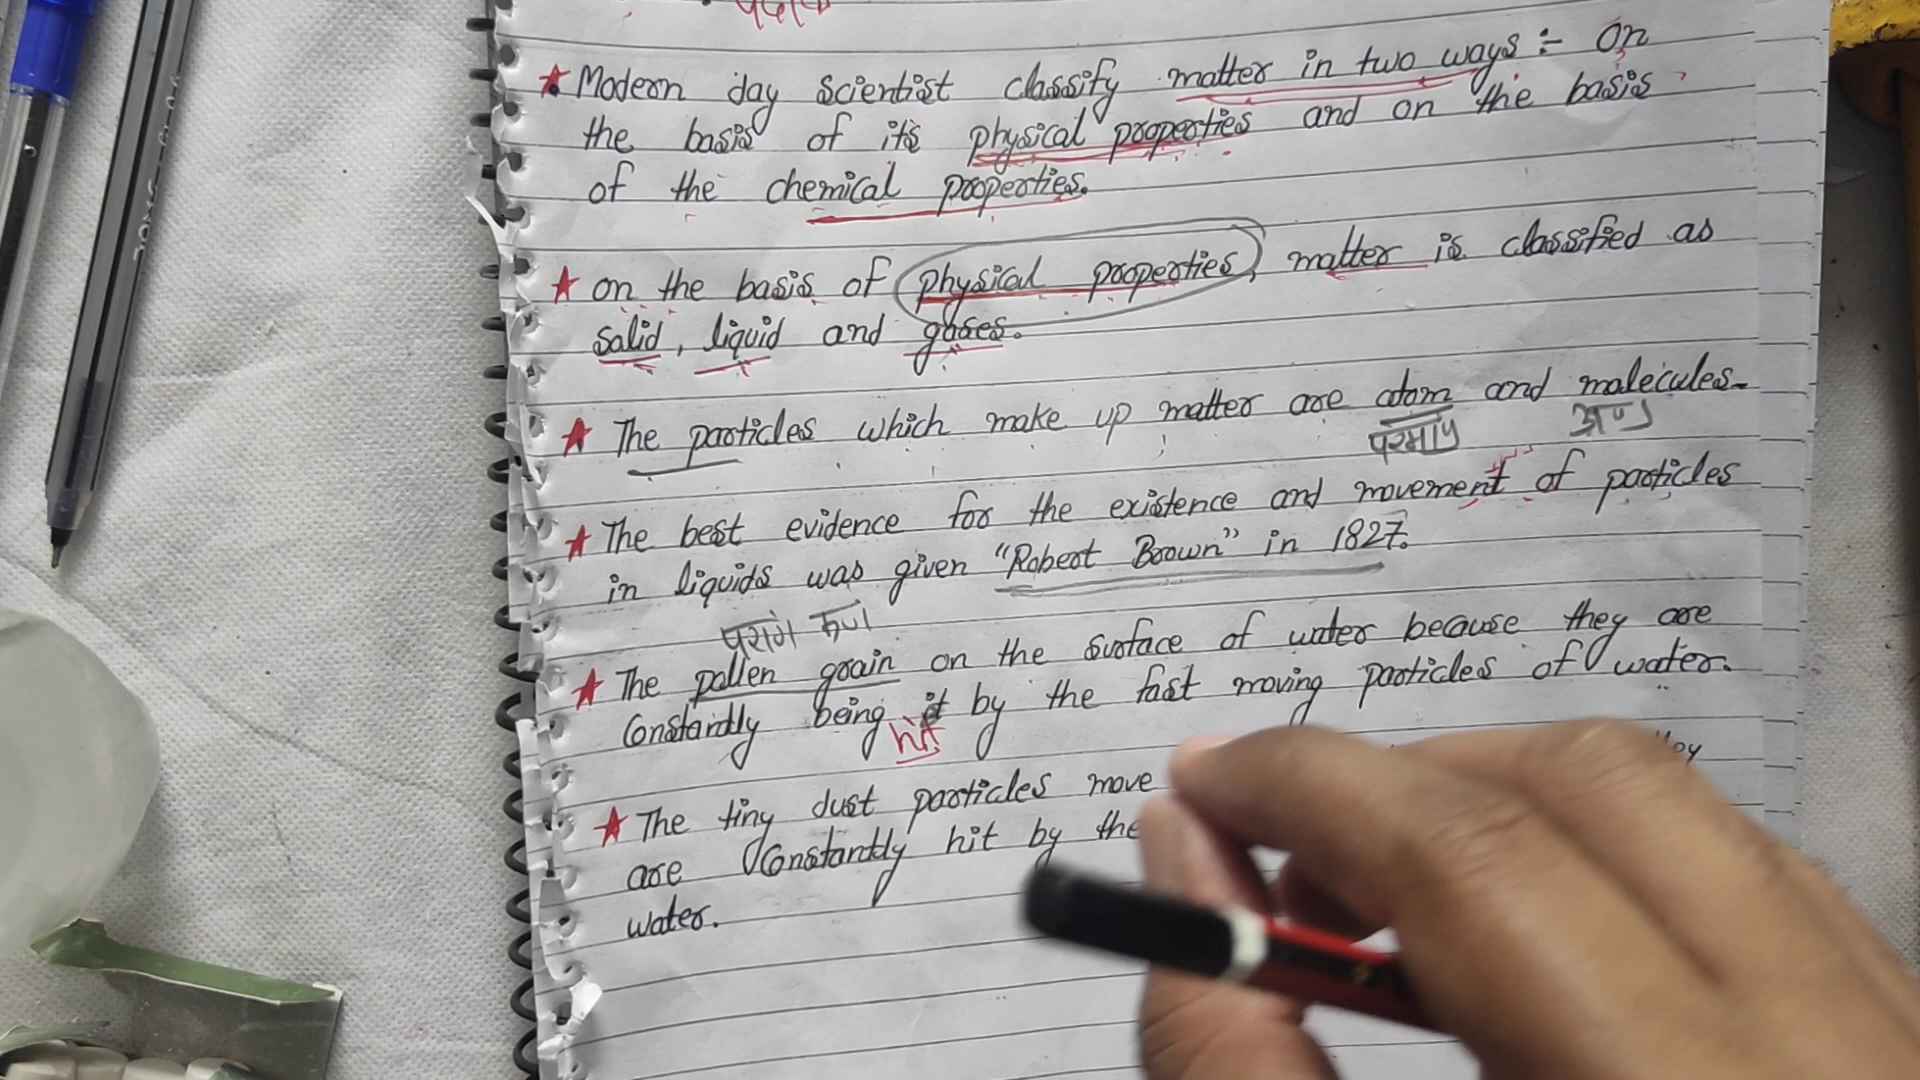 ★ Modern day scientist classify matter in two ways :- On
the basis of its physical properties and on the basis
of the chemical properties.
★ on the basis of physical properties, matter is classified as
salid, liquid and gases.
★ The particles which make up matter are atom and malecules.
परमाणु अणु
★ The best evidence for the existence and movement of particles
in liquids was given "Robert Brown" in 1827.
पराग कण
★ The pallen grain on the surface of water because they are
Constantly being it by the fast moving particles of water.
hit
★ The tiny dust particles move
are Constantly hit by the
water.